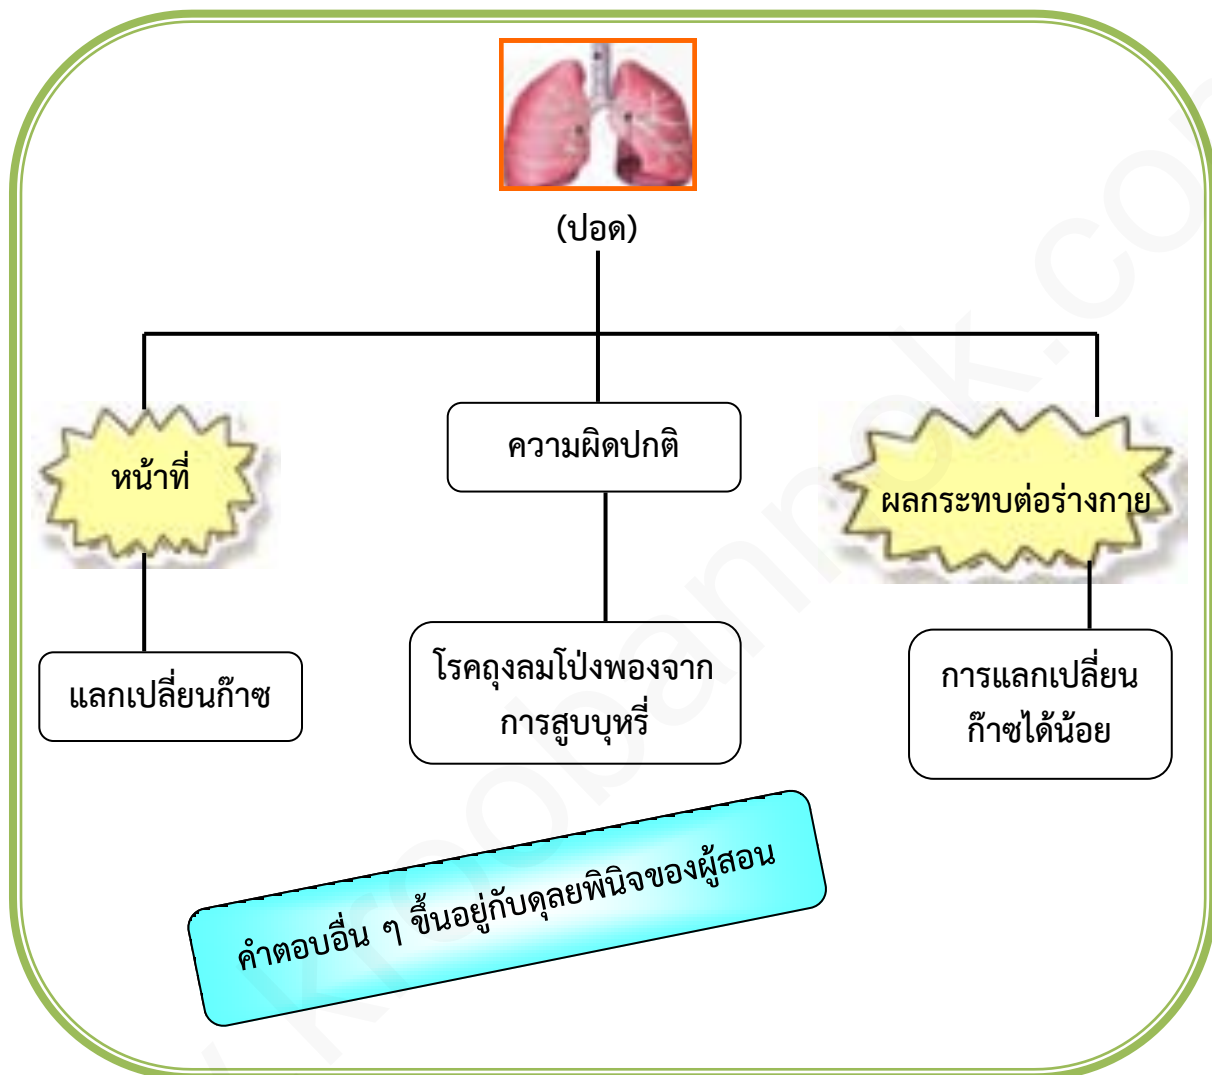 (ปอด)
หน้าที่
ความผิดปกติ
ผลกระทบต่อร่างกาย
แลกเปลี่ยนก๊าซ
โรคถุงลมโป่งพองจาก
การสูบบุหรี่
การแลกเปลี่ยน
ก๊าซได้น้อย
คำตอบอื่น ๆ ขึ้นอยู่กับดุลยพินิจของผู้สอน
krobannok.com